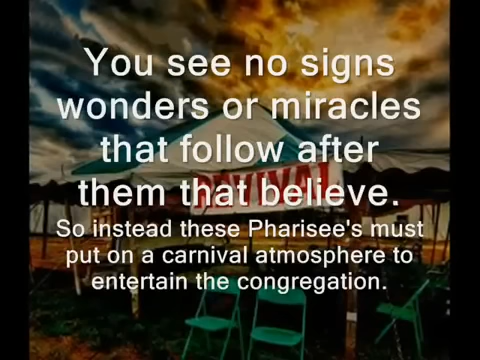 You see no signs
wonders or miracles
that follow after
them that believe.
REVIVAL
So instead these Pharisee's must
put on a carnival atmosphere to
entertain the congregation.